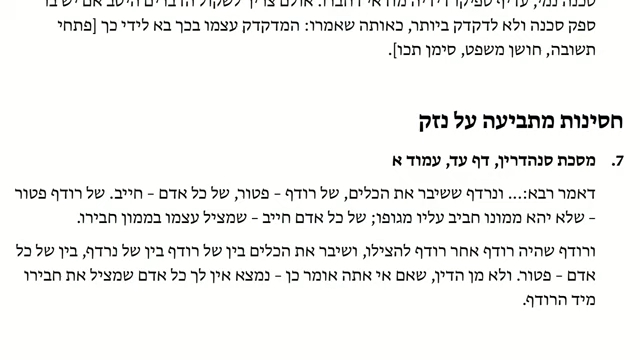 סכנה נמי, עדיף ספיקו דידיה מודאי דחברו. אולם צריך לשקול הדברים היטב אם יש בו
ספק סכנה ולא לדקדק ביותר, כאותה שאמרו: המדקדק עצמו בכך בא לידי כך [פתחי
תשובה, חושן משפט, סימן תכו].
חסינות מתביעה על נזק
7. מסכת סנהדרין, דף עד, עמוד א
דאמר רבא:... ונרדף ששיבר את הכלים, של רודף – פטור, של כל אדם – חייב. של רודף פטור
– שלא יהא ממונו חביב עליו מגופו; של כל אדם חייב – שמציל עצמו בממון חבירו.
ורודף שהיה רודף אחר רודף להצילו, ושיבר את הכלים בין של רודף בין של נרדף, בין של כל
אדם – פטור. ולא מן הדין, שאם אי אתה אומר כן – נמצא אין לך כל אדם שמציל את חבירו
מיד הרודף.